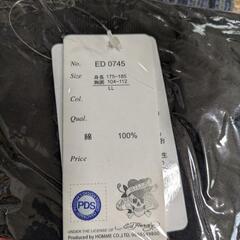 No. ED 0745
Size 身長 175-185
胸囲 104-112
LL
Col.
Qual.
綿 100%
Price
PDS
UNDER THE LICENSE OF
Produced by HOMME CO.,LTD.